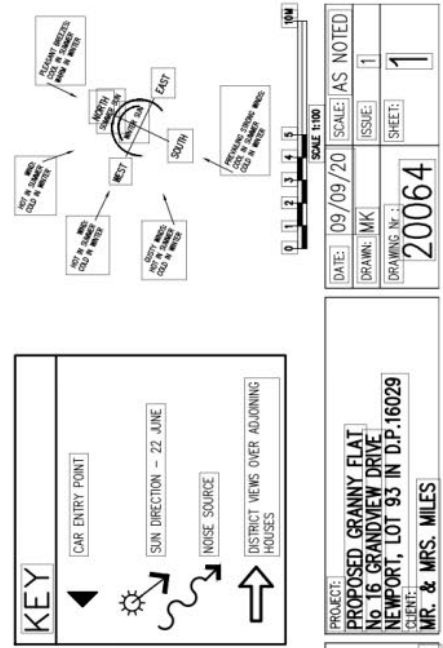 KEY
CAR ENTRY POINT
SUN DIRECTION – 22 JUNE
NOISE SOURCE
DISTRICT VIEWS OVER ADJOINING
HOUSES
PLEASANT BREEZES:
COOL IN SUMMER
WARM IN WINTER
WIND:
HOT IN SUMMER
COLD IN WINTER
WIND:
HOT IN SUMMER
COLD IN WINTER
DUSTY WINDS:
HOT IN SUMMER
COLD IN WINTER
PREVAILING STRONG WINDS:
COOL IN SUMMER
COLD IN WINTER
NORTH
SUMMER SUN
WINTER SUN
WEST
EAST
SOUTH
0 1 2 3 4 5 10M
SCALE 1:100
PROJECT:
PROPOSED GRANNY FLAT
No 16 GRANDVIEW DRIVE
NEWPORT, LOT 93 IN D.P.16029
CLIENT:
MR. & MRS. MILES
DATE: 09/09/20
SCALE: AS NOTED
DRAWN: MK
ISSUE: 1
DRAWING Nr.:
20064
SHEET:
1